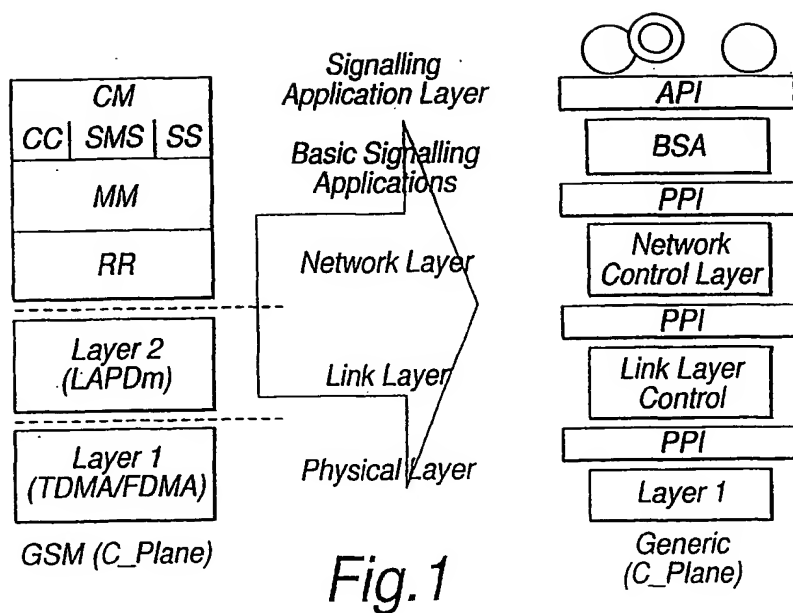 CM
CC SMS SS
MM
RR
Layer 2
(LAPDm)
Layer 1
(TDMA/FDMA)
GSM (C_Plane)
Signalling
Application Layer
Basic Signalling
Applications
Network Layer
Link Layer
Physical Layer
API
BSA
PPI
Network
Control Layer
PPI
Link Layer
Control
PPI
Layer 1
Generic
(C_Plane)
Fig.1